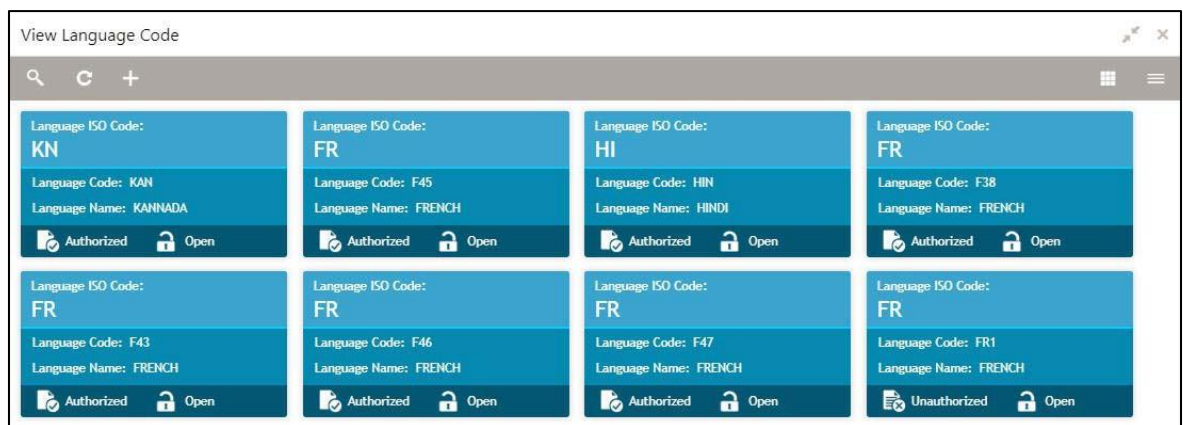 View Language Code
Language ISO Code:
KN
Language Code: KAN
Language Name: KANNADA
Authorized Open
Language ISO Code:
FR
Language Code: F45
Language Name: FRENCH
Authorized Open
Language ISO Code:
HI
Language Code: HIN
Language Name: HINDI
Authorized Open
Language ISO Code:
FR
Language Code: F38
Language Name: FRENCH
Authorized Open
Language ISO Code:
FR
Language Code: F43
Language Name: FRENCH
Authorized Open
Language ISO Code:
FR
Language Code: F46
Language Name: FRENCH
Authorized Open
Language ISO Code:
FR
Language Code: F47
Language Name: FRENCH
Authorized Open
Language ISO Code:
FR
Language Code: FR1
Language Name: FRENCH
Unauthorized Open